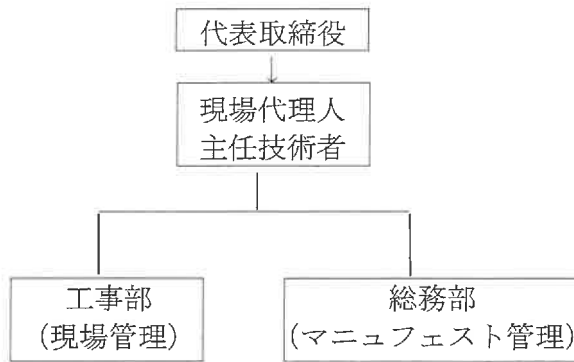 代表取締役
現場代理人
主任技術者
工事部
(現場管理)
総務部
(マニュフェスト管理)